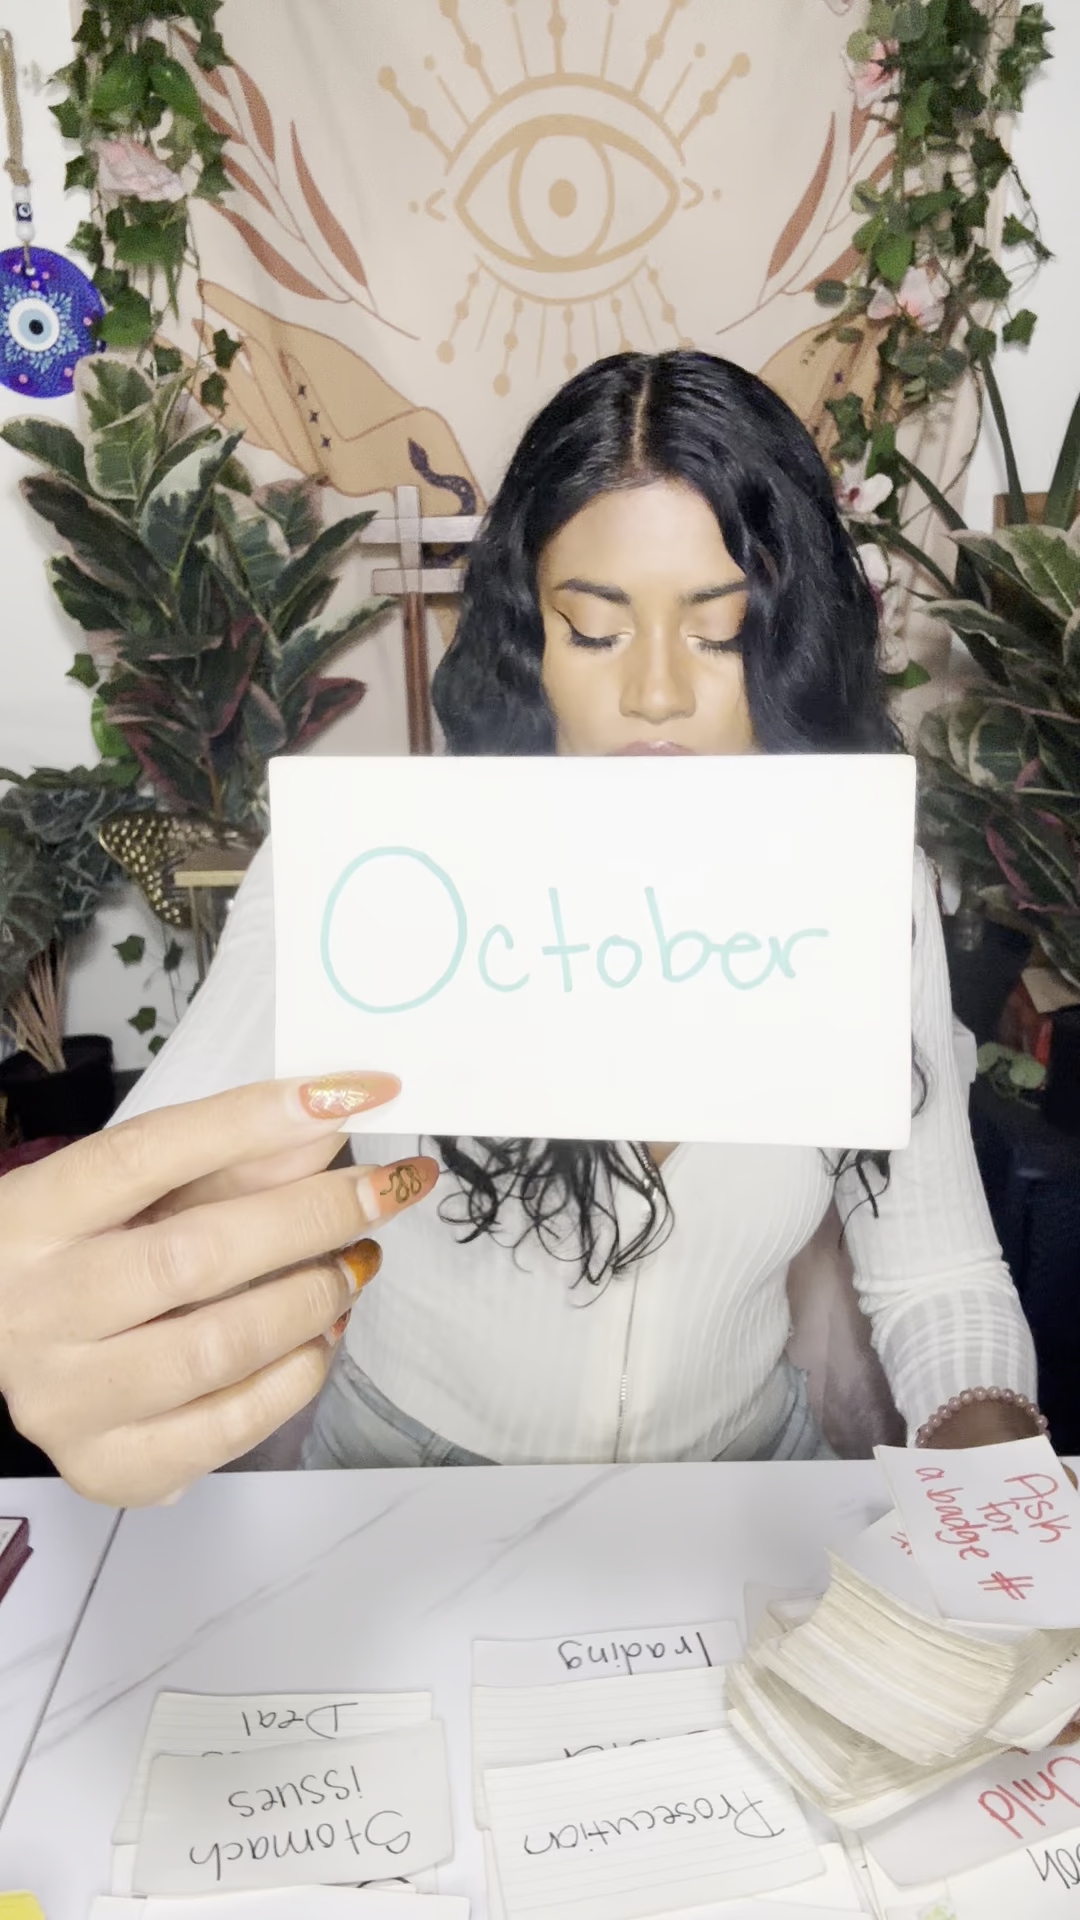 October
Ask
for
a badge #
Trading
Deal
Stomach
issues
Prosecution
Child